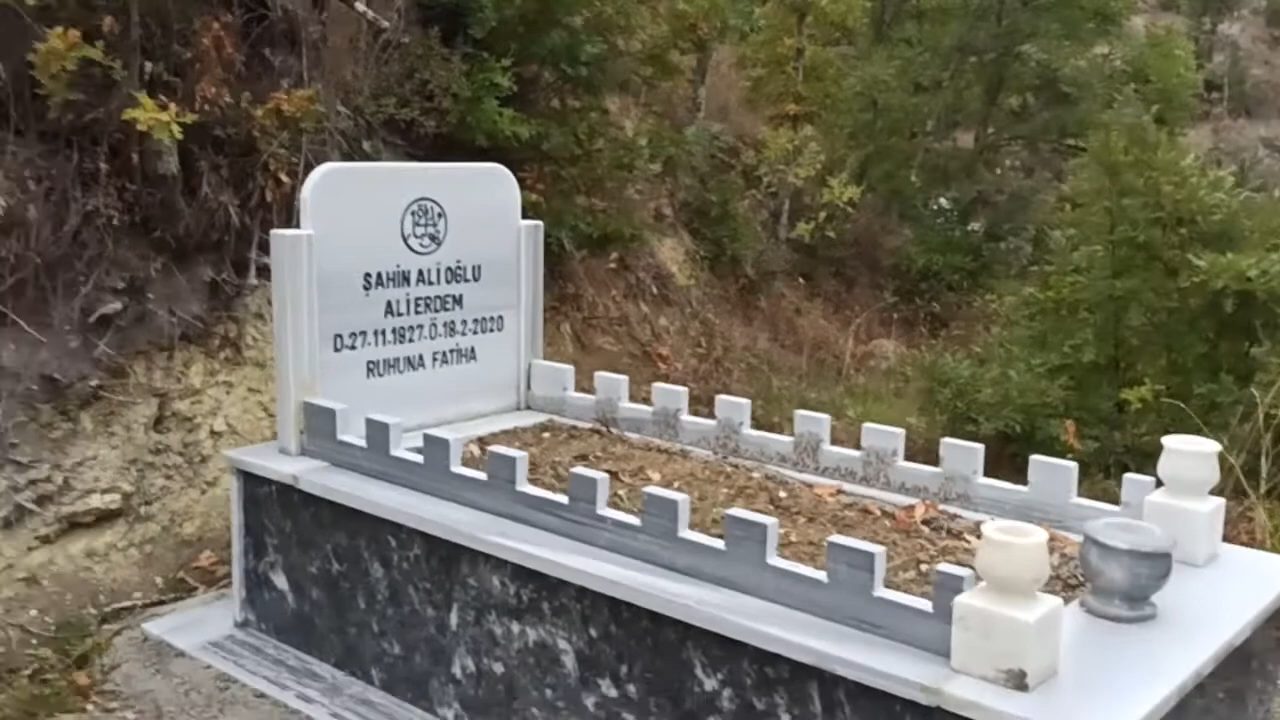 ŞAHİN ALİ OĞLU
ALİ ERDEM
D-27-11-1927-Ö-18-2-2020
RUHUNA FATİHA